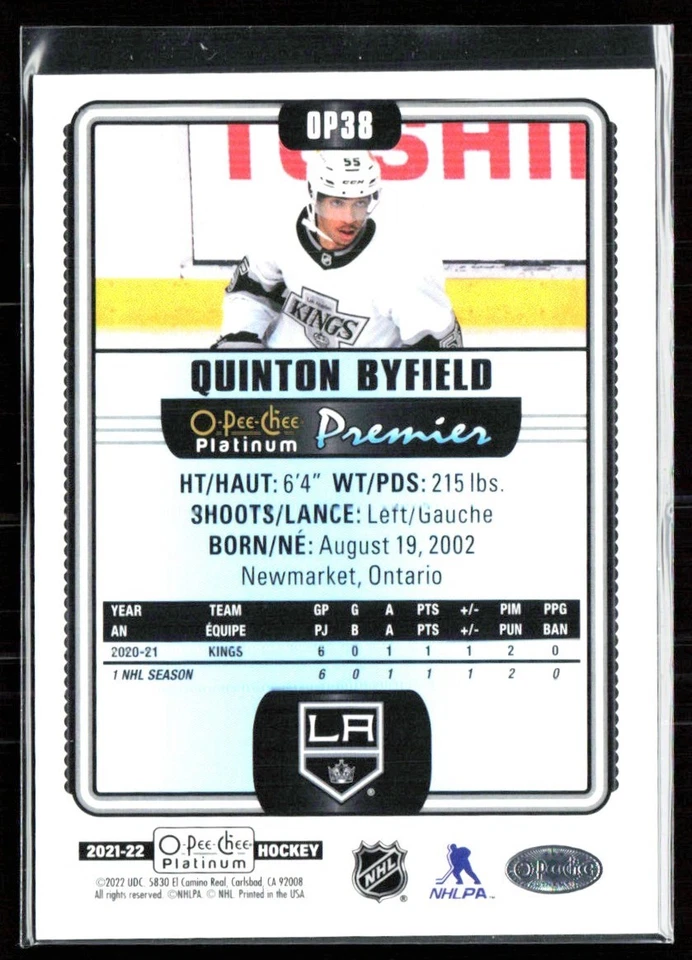 OP38
TOSHI
55
CCM
Los Angeles
KINGS
QUINTON BYFIELD
O-Pee-Chee
Platinum Premier
HT/HAUT: 6'4" WT/PDS: 215 lbs.
SHOOTS/LANCE: Left/Gauche
BORN/NÉ: August 19, 2002
Newmarket, Ontario
YEAR TEAM GP G A PTS +/- PIM PPG
AN ÉQUIPE PJ B A PTS +/- PUN BAN
2020-21 KINGS 6 0 1 1 1 2 0
1 NHL SEASON 6 0 1 1 1 2 0
LA
®
2021-22 O-Pee-Chee Platinum HOCKEY
©2022 UDC. 5830 El Camino Real, Carlsbad, CA 92008
All rights reserved. ©NHLPA. © NHL. Printed in the USA.
NHL ®
NHLPA™
O-Pee-Chee